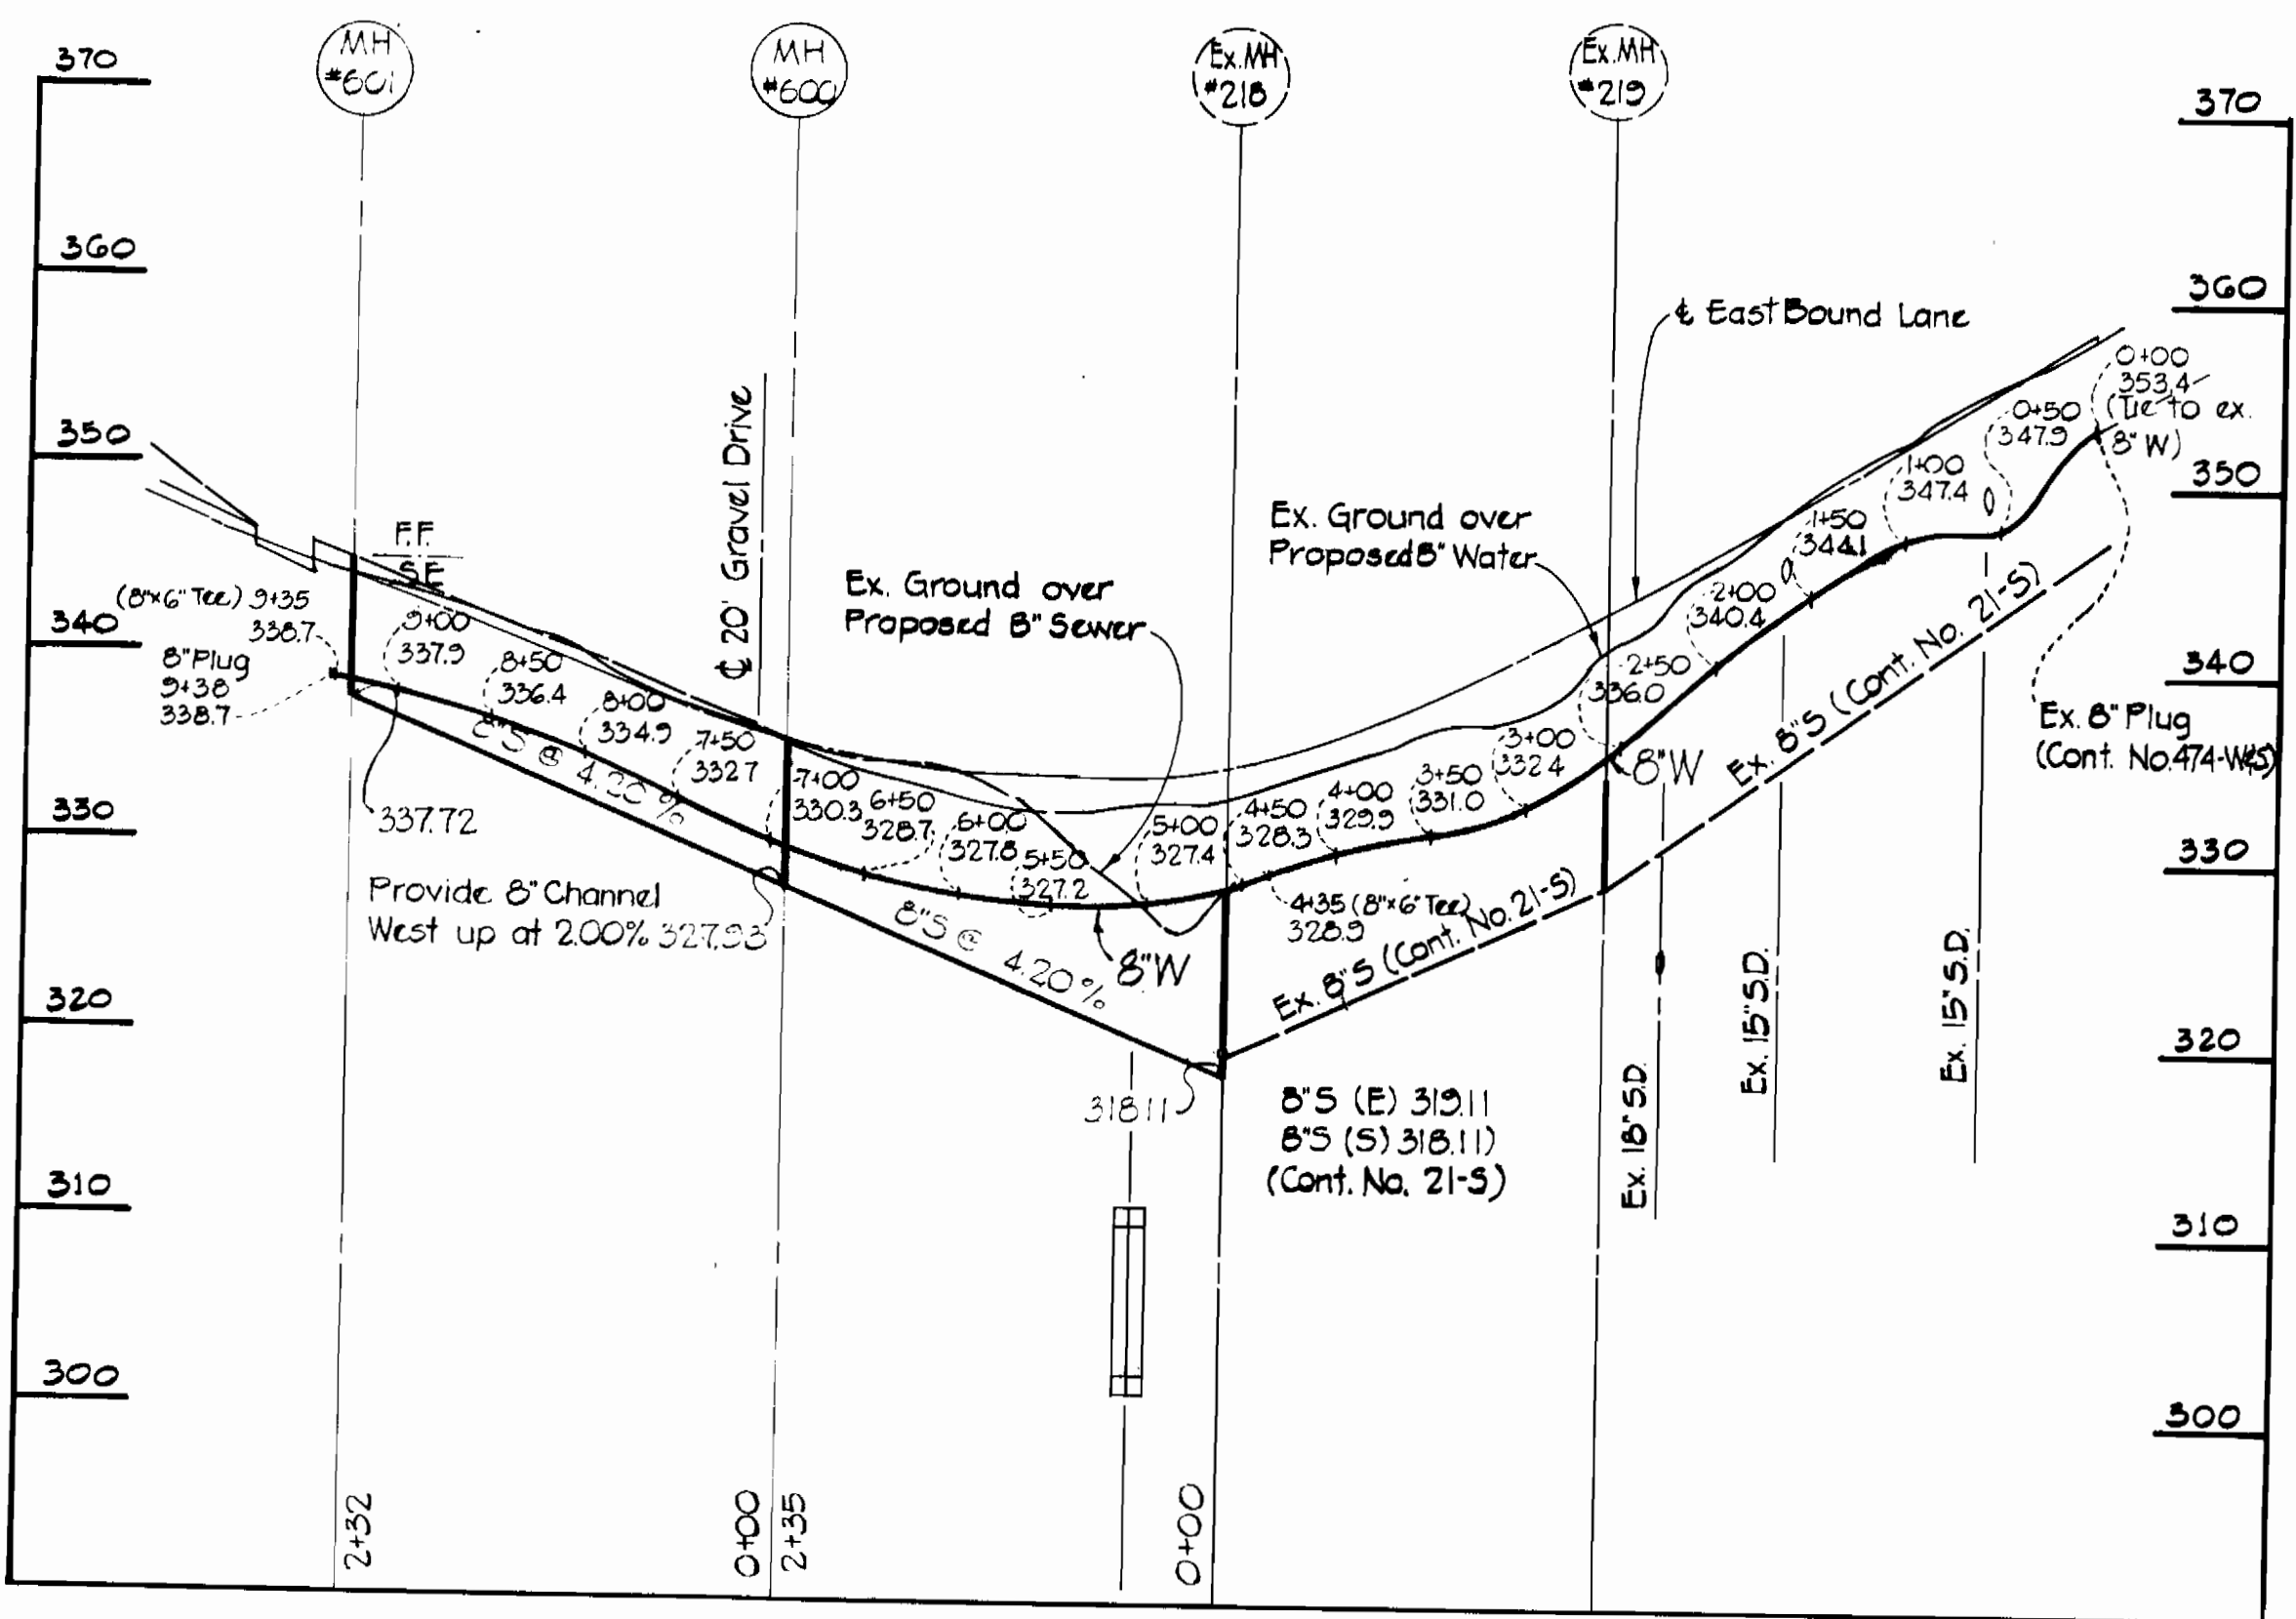 MH
#601
MH
#600
Ex. MH
#218
Ex. MH
#219
370
360
350
340
330
320
310
300
370
360
350
340
330
320
310
300
F.F.
S.E.
(8"x6" Tee) 9+35
338.7
8" Plug
9+38
338.7
9+00
337.9
8+50
336.4
8+00
334.9
7+50
332.7
7+00
330.3
6+50
328.7
6+00
327.8
5+50
327.2
5+00
327.4
4+50
328.3
4+35 (8"x6" Tee)
328.9
4+00
329.9
3+50
331.0
3+00
332.4
2+50
336.0
2+00
340.4
1+50
344.1
1+00
347.4
0+50
347.9
0+00
353.4
(Tie to ex.
8" W)
℄ 20' Gravel Drive
℄ East Bound Lane
Ex. Ground over
Proposed 8" Water
Ex. Ground over
Proposed 8" Sewer
8"S @ 4.20%
337.72
Provide 8" Channel
West up at 2.00% 327.93
8"S @ 4.20%
8"W
8"W
Ex. 8"S (Cont. No. 21-S)
Ex. 8"S (Cont. No. 21-S)
Ex. 8" Plug
(Cont. No. 474-W&S)
318.11
8"S (E) 319.11
8"S (S) 318.11)
(Cont. No. 21-S)
Ex. 18" S.D.
Ex. 15" S.D.
Ex. 15" S.D.
2+32
0+00
2+35
0+00